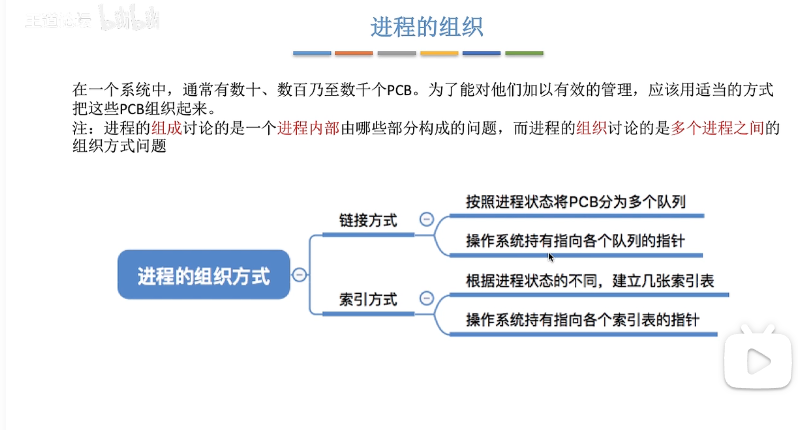 进程的组织
在一个系统中，通常有数十、数百乃至数千个PCB。为了能对他们加以有效的管理，应该用适当的方式
把这些PCB组织起来。
注：进程的组成讨论的是一个进程内部由哪些部分构成的问题，而进程的组织讨论的是多个进程之间的
组织方式问题
进程的组织方式
链接方式
按照进程状态将PCB分为多个队列
操作系统持有指向各个队列的指针
索引方式
根据进程状态的不同，建立几张索引表
操作系统持有指向各个索引表的指针